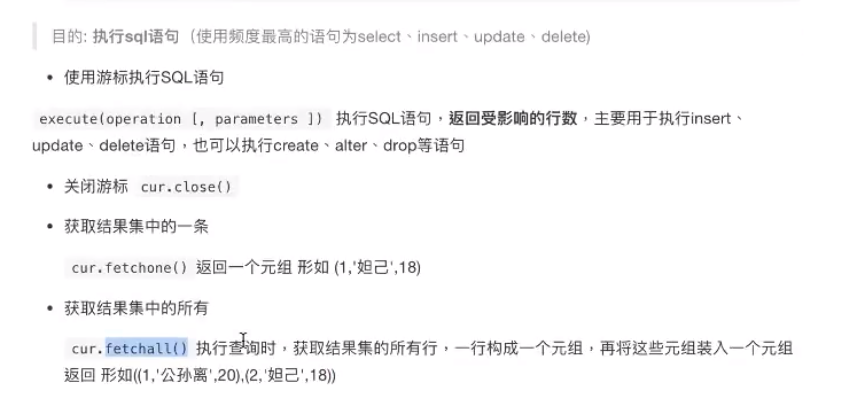 目的: 执行sql语句（使用频度最高的语句为select、insert、update、delete)
• 使用游标执行SQL语句
execute(operation [, parameters ]) 执行SQL语句，返回受影响的行数，主要用于执行insert、
update、delete语句，也可以执行create、alter、drop等语句
• 关闭游标 cur.close()
• 获取结果集中的一条
cur.fetchone() 返回一个元组 形如 (1,'妲己',18)
• 获取结果集中的所有
cur.fetchall() 执行查询时，获取结果集的所有行，一行构成一个元组，再将这些元组装入一个元组
返回 形如((1,'公孙离',20),(2,'妲己',18))